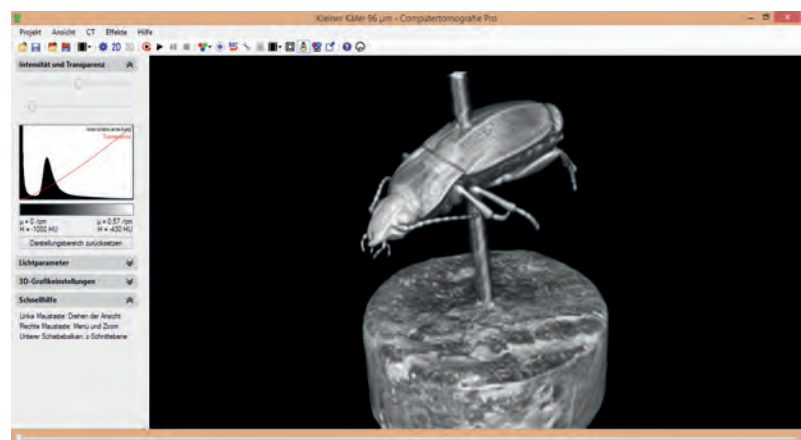 Kleiner Käfer 96 µm - Computertomografie Pro
Projekt Ansicht CT Effekte Hilfe
2D 3D
Intensität und Transparenz
Transparenz
µ = 0 /cm µ = 0,57 /cm
H = -1000 HU H = -430 HU
Darstellungsbereich zurücksetzen
Lichtparameter
3D-Grafikeinstellungen
Schnellhilfe
Linke Maustaste: Drehen der Ansicht
Rechte Maustaste: Menü und Zoom
Unterer Schiebebalken: z-Schnittebene